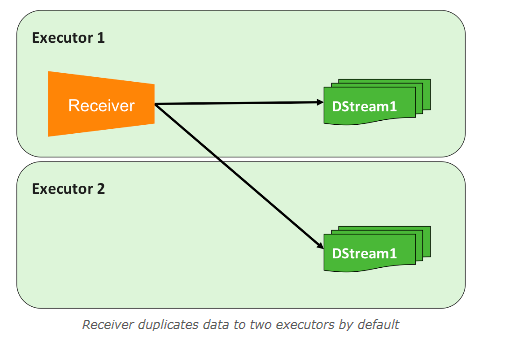 Executor 1
Receiver
DStream1
Executor 2
DStream1
Receiver duplicates data to two executors by default